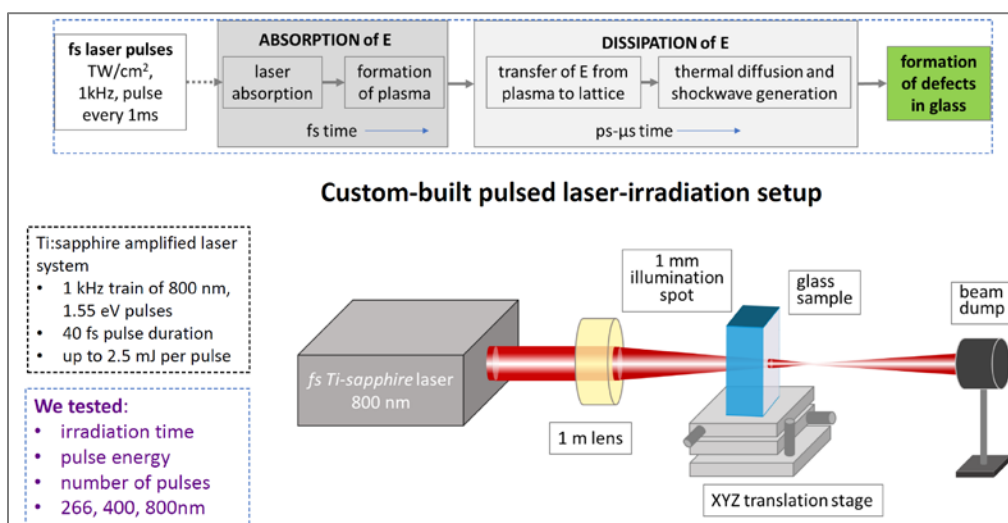 fs laser pulses
TW/cm²,
1kHz, pulse
every 1ms
ABSORPTION of E
laser
absorption
formation
of plasma
fs time
DISSIPATION of E
transfer of E from
plasma to lattice
thermal diffusion and
shockwave generation
ps-μs time
formation
of defects
in glass
Custom-built pulsed laser-irradiation setup
Ti:sapphire amplified laser
system
• 1 kHz train of 800 nm,
1.55 eV pulses
• 40 fs pulse duration
• up to 2.5 mJ per pulse
We tested:
• irradiation time
• pulse energy
• number of pulses
• 266, 400, 800nm
fs Ti-sapphire laser
800 nm
1 m lens
1 mm
illumination
spot
glass
sample
XYZ translation stage
beam
dump